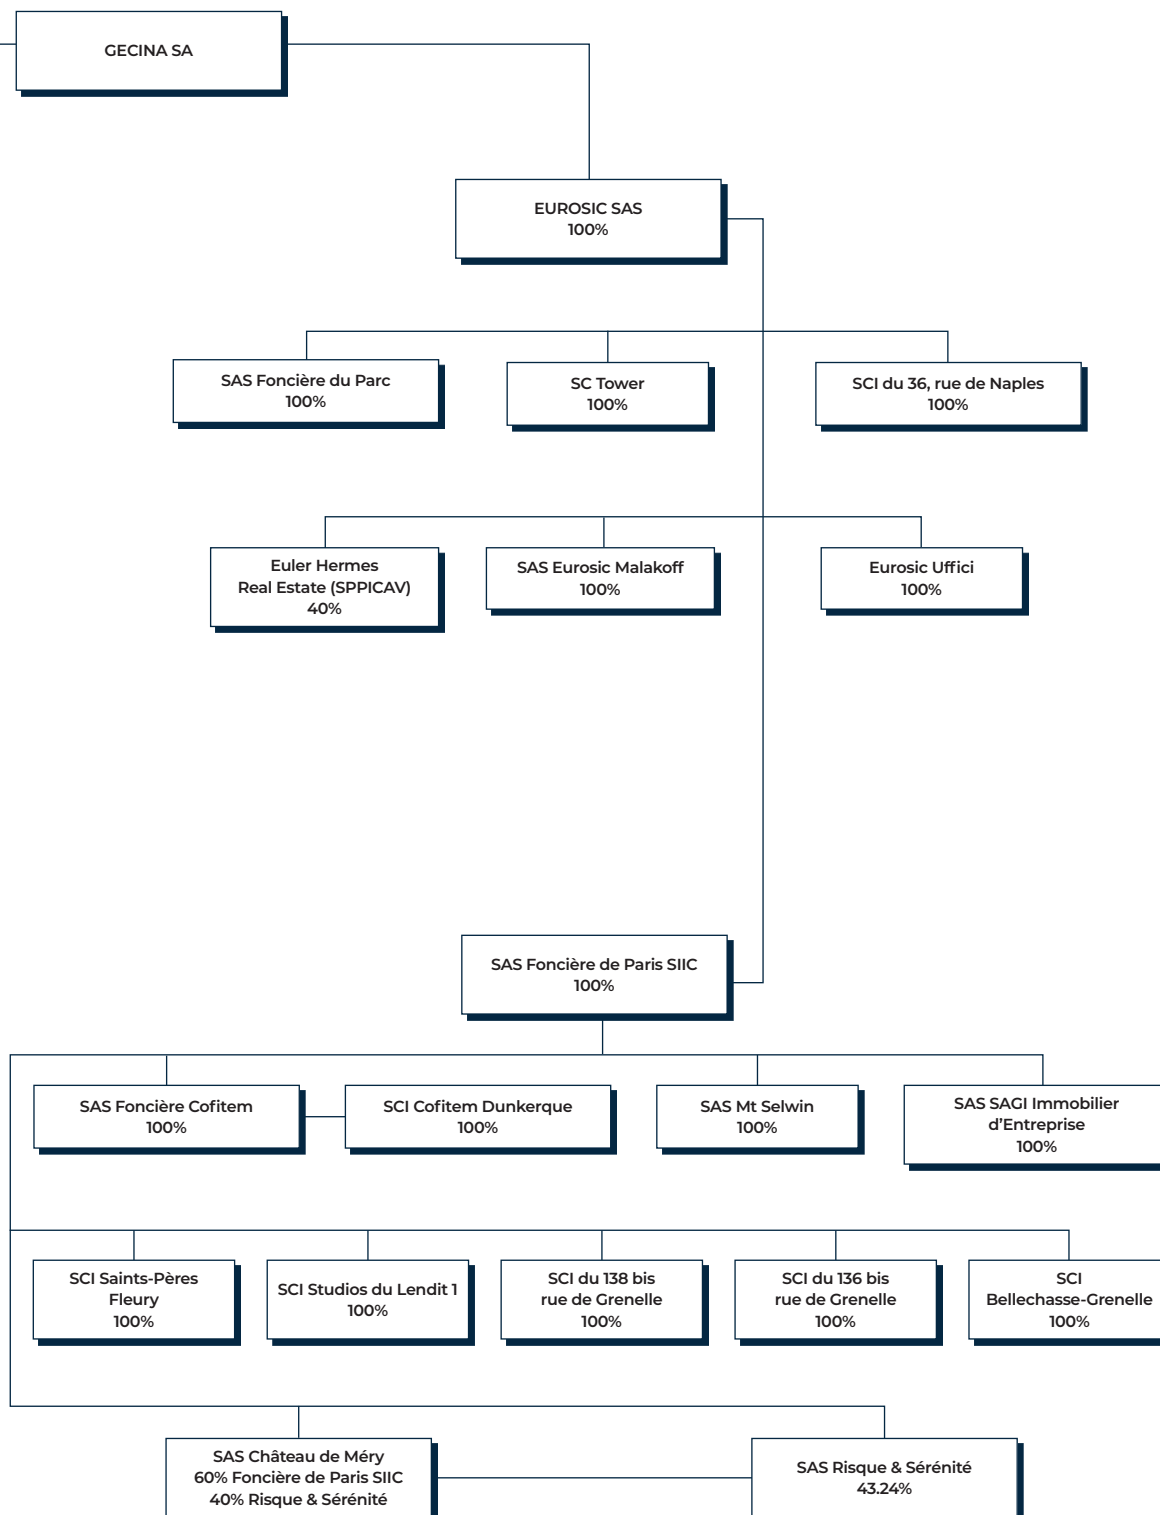 GECINA SA
EUROSIC SAS
100%
SAS Foncière du Parc
100%
SC Tower
100%
SCI du 36, rue de Naples
100%
Euler Hermes
Real Estate (SPPICAV)
40%
SAS Eurosic Malakoff
100%
Eurosic Uffici
100%
SAS Foncière de Paris SIIC
100%
SAS Foncière Cofitem
100%
SCI Cofitem Dunkerque
100%
SAS Mt Selwin
100%
SAS SAGI Immobilier
d’Entreprise
100%
SCI Saints-Pères
Fleury
100%
SCI Studios du Lendit 1
100%
SCI du 138 bis
rue de Grenelle
100%
SCI du 136 bis
rue de Grenelle
100%
SCI
Bellechasse-Grenelle
100%
SAS Château de Méry
60% Foncière de Paris SIIC
40% Risque & Sérénité
SAS Risque & Sérénité
43.24%